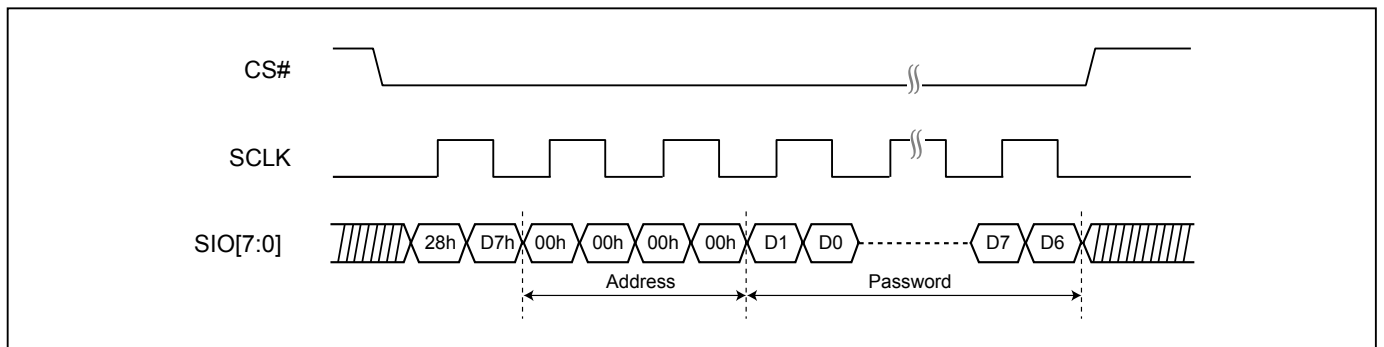 CS#
SCLK
SIO[7:0] 28h D7h 00h 00h 00h 00h D1 D0 D7 D6
Address Password